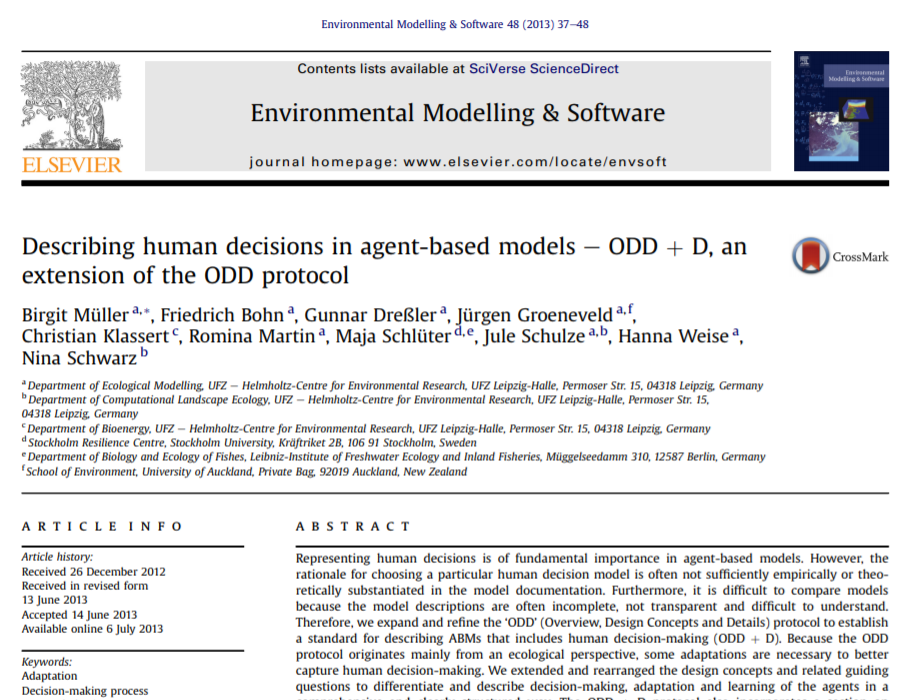 Environmental Modelling & Software 48 (2013) 37–48
Contents lists available at SciVerse ScienceDirect
Environmental Modelling & Software
journal homepage: www.elsevier.com/locate/envsoft
ELSEVIER
Environmental
Modelling & Software
Describing human decisions in agent-based models – ODD + D, an
extension of the ODD protocol
CrossMark
Birgit Müller a,*, Friedrich Bohn a, Gunnar Dreßler a, Jürgen Groeneveld a,f,
Christian Klassert c, Romina Martin a, Maja Schlüter d,e, Jule Schulze a,b, Hanna Weise a,
Nina Schwarz b
a Department of Ecological Modelling, UFZ – Helmholtz-Centre for Environmental Research, UFZ Leipzig-Halle, Permoser Str. 15, 04318 Leipzig, Germany
b Department of Computational Landscape Ecology, UFZ – Helmholtz-Centre for Environmental Research, UFZ Leipzig-Halle, Permoser Str. 15,
04318 Leipzig, Germany
c Department of Bioenergy, UFZ – Helmholtz-Centre for Environmental Research, UFZ Leipzig-Halle, Permoser Str. 15, 04318 Leipzig, Germany
d Stockholm Resilience Centre, Stockholm University, Kräftriket 2B, 106 91 Stockholm, Sweden
e Department of Biology and Ecology of Fishes, Leibniz-Institute of Freshwater Ecology and Inland Fisheries, Müggelseedamm 310, 12587 Berlin, Germany
f School of Environment, University of Auckland, Private Bag, 92019 Auckland, New Zealand
ARTICLE INFO
Article history:
Received 26 December 2012
Received in revised form
13 June 2013
Accepted 14 June 2013
Available online 6 July 2013
Keywords:
Adaptation
Decision-making process
ABSTRACT
Representing human decisions is of fundamental importance in agent-based models. However, the
rationale for choosing a particular human decision model is often not sufficiently empirically or theo-
retically substantiated in the model documentation. Furthermore, it is difficult to compare models
because the model descriptions are often incomplete, not transparent and difficult to understand.
Therefore, we expand and refine the ‘ODD’ (Overview, Design Concepts and Details) protocol to establish
a standard for describing ABMs that includes human decision-making (ODD + D). Because the ODD
protocol originates mainly from an ecological perspective, some adaptations are necessary to better
capture human decision-making. We extended and rearranged the design concepts and related guiding
questions to differentiate and describe decision-making, adaptation and learning of the agents in a